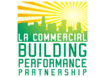 LA COMMERCIAL
BUILDING
PERFORMANCE
PARTNERSHIP